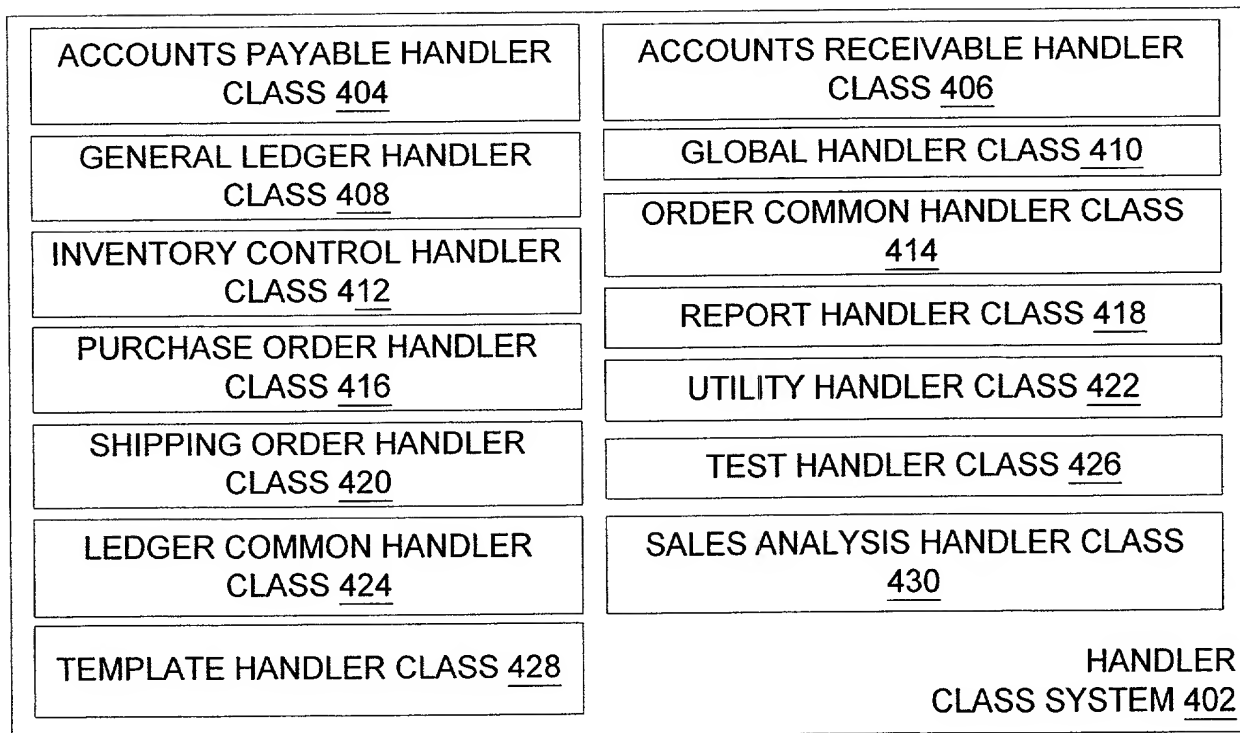 ACCOUNTS PAYABLE HANDLER
CLASS 404
ACCOUNTS RECEIVABLE HANDLER
CLASS 406
GENERAL LEDGER HANDLER
CLASS 408
GLOBAL HANDLER CLASS 410
INVENTORY CONTROL HANDLER
CLASS 412
ORDER COMMON HANDLER CLASS
414
PURCHASE ORDER HANDLER
CLASS 416
REPORT HANDLER CLASS 418
SHIPPING ORDER HANDLER
CLASS 420
UTILITY HANDLER CLASS 422
LEDGER COMMON HANDLER
CLASS 424
TEST HANDLER CLASS 426
TEMPLATE HANDLER CLASS 428
SALES ANALYSIS HANDLER CLASS
430
HANDLER
CLASS SYSTEM 402